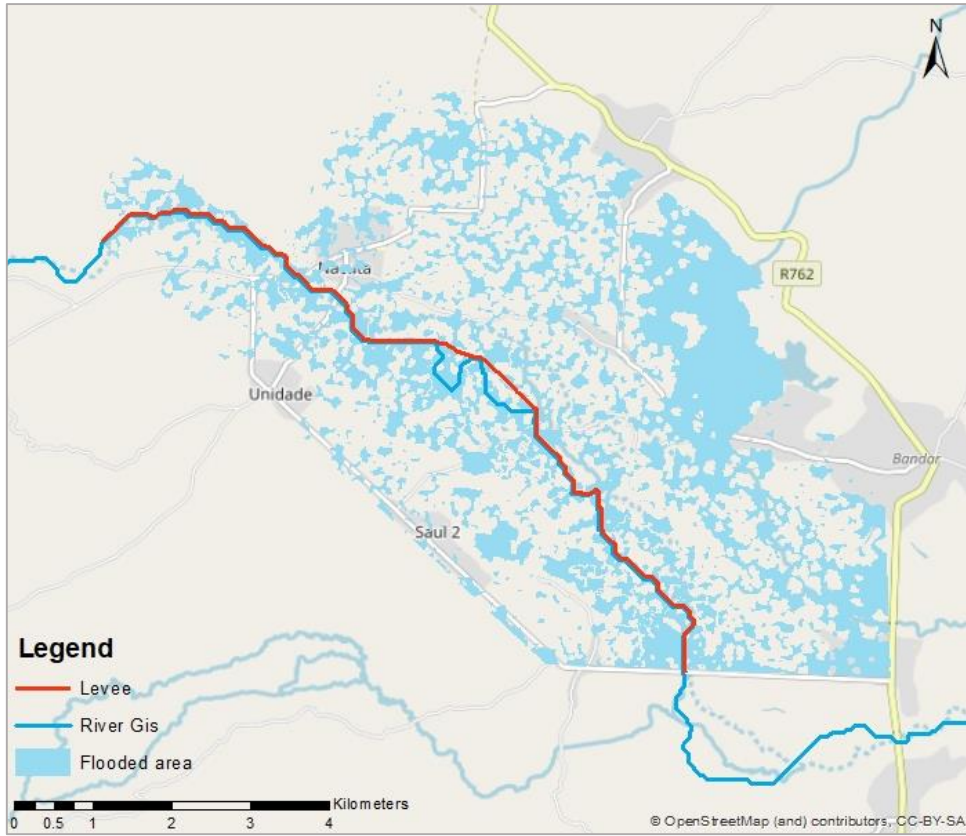 N
R762
Unidade
Bandar
Saul 2
Legend
Levee
River Gis
Flooded area
Kilometers
0 0.5 1 2 3 4
© OpenStreetMap (and) contributors, CC-BY-SA